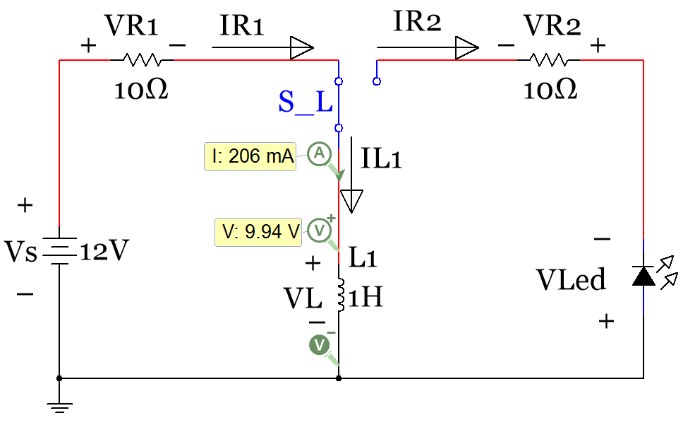 VR1 IR1 IR2 VR2
+ − − +
10Ω 10Ω
S_L
I: 206 mA A IL1
+
V: 9.94 V V +
Vs 12V + L1 −
VL 1H VLed
− − +
V −